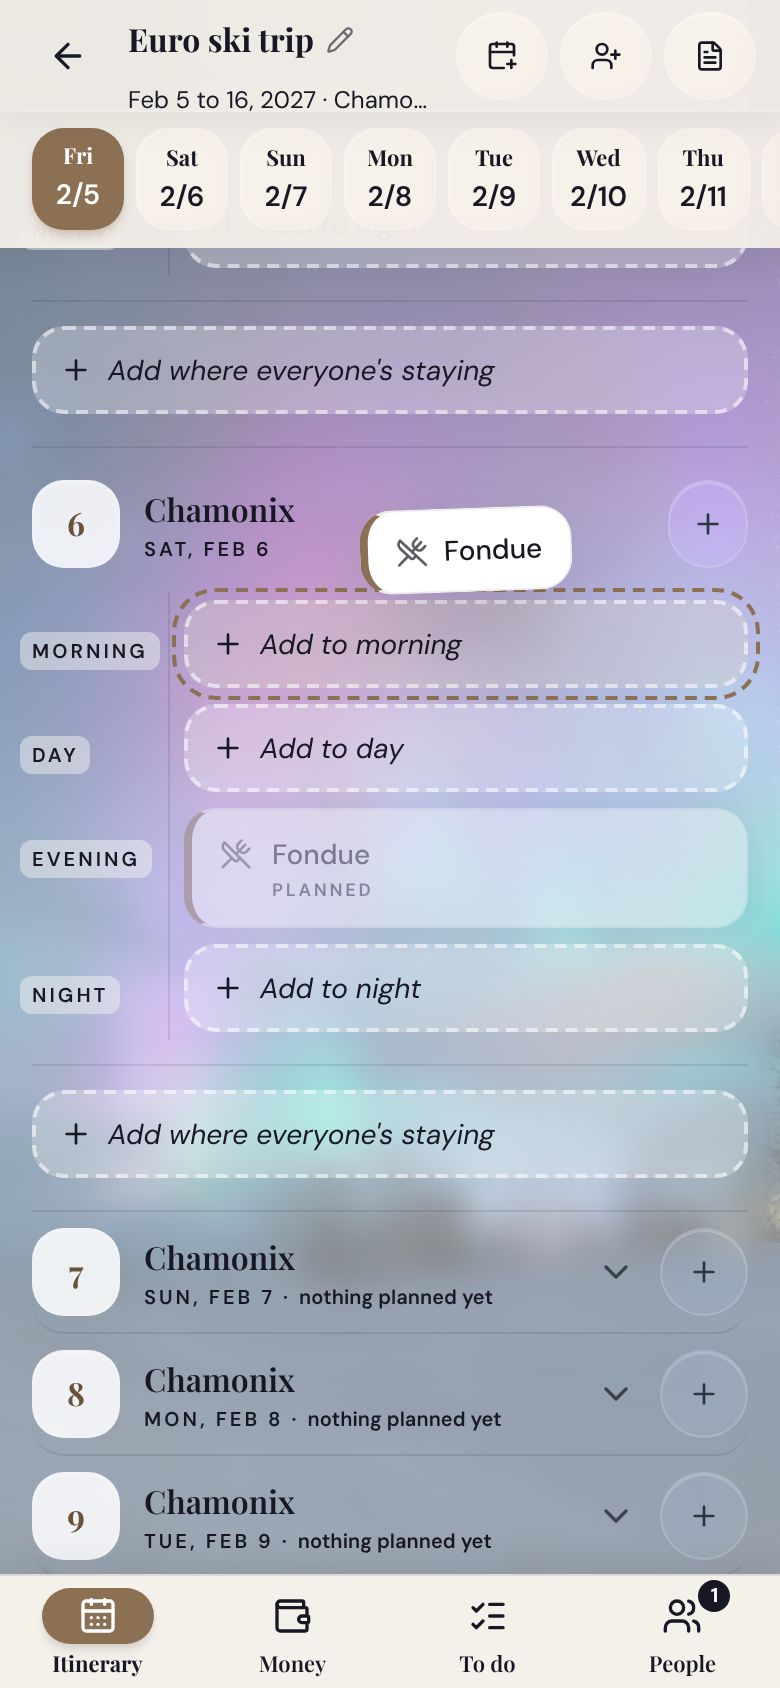 Euro ski trip
Feb 5 to 16, 2027 · Chamo...
Fri
2/5
Sat
2/6
Sun
2/7
Mon
2/8
Tue
2/9
Wed
2/10
Thu
2/11
Add where everyone's staying
6
Chamonix
SAT, FEB 6
Fondue
MORNING
Add to morning
DAY
Add to day
EVENING
Fondue
PLANNED
NIGHT
Add to night
Add where everyone's staying
7
Chamonix
SUN, FEB 7 · nothing planned yet
8
Chamonix
MON, FEB 8 · nothing planned yet
9
Chamonix
TUE, FEB 9 · nothing planned yet
1
Itinerary
Money
To do
People